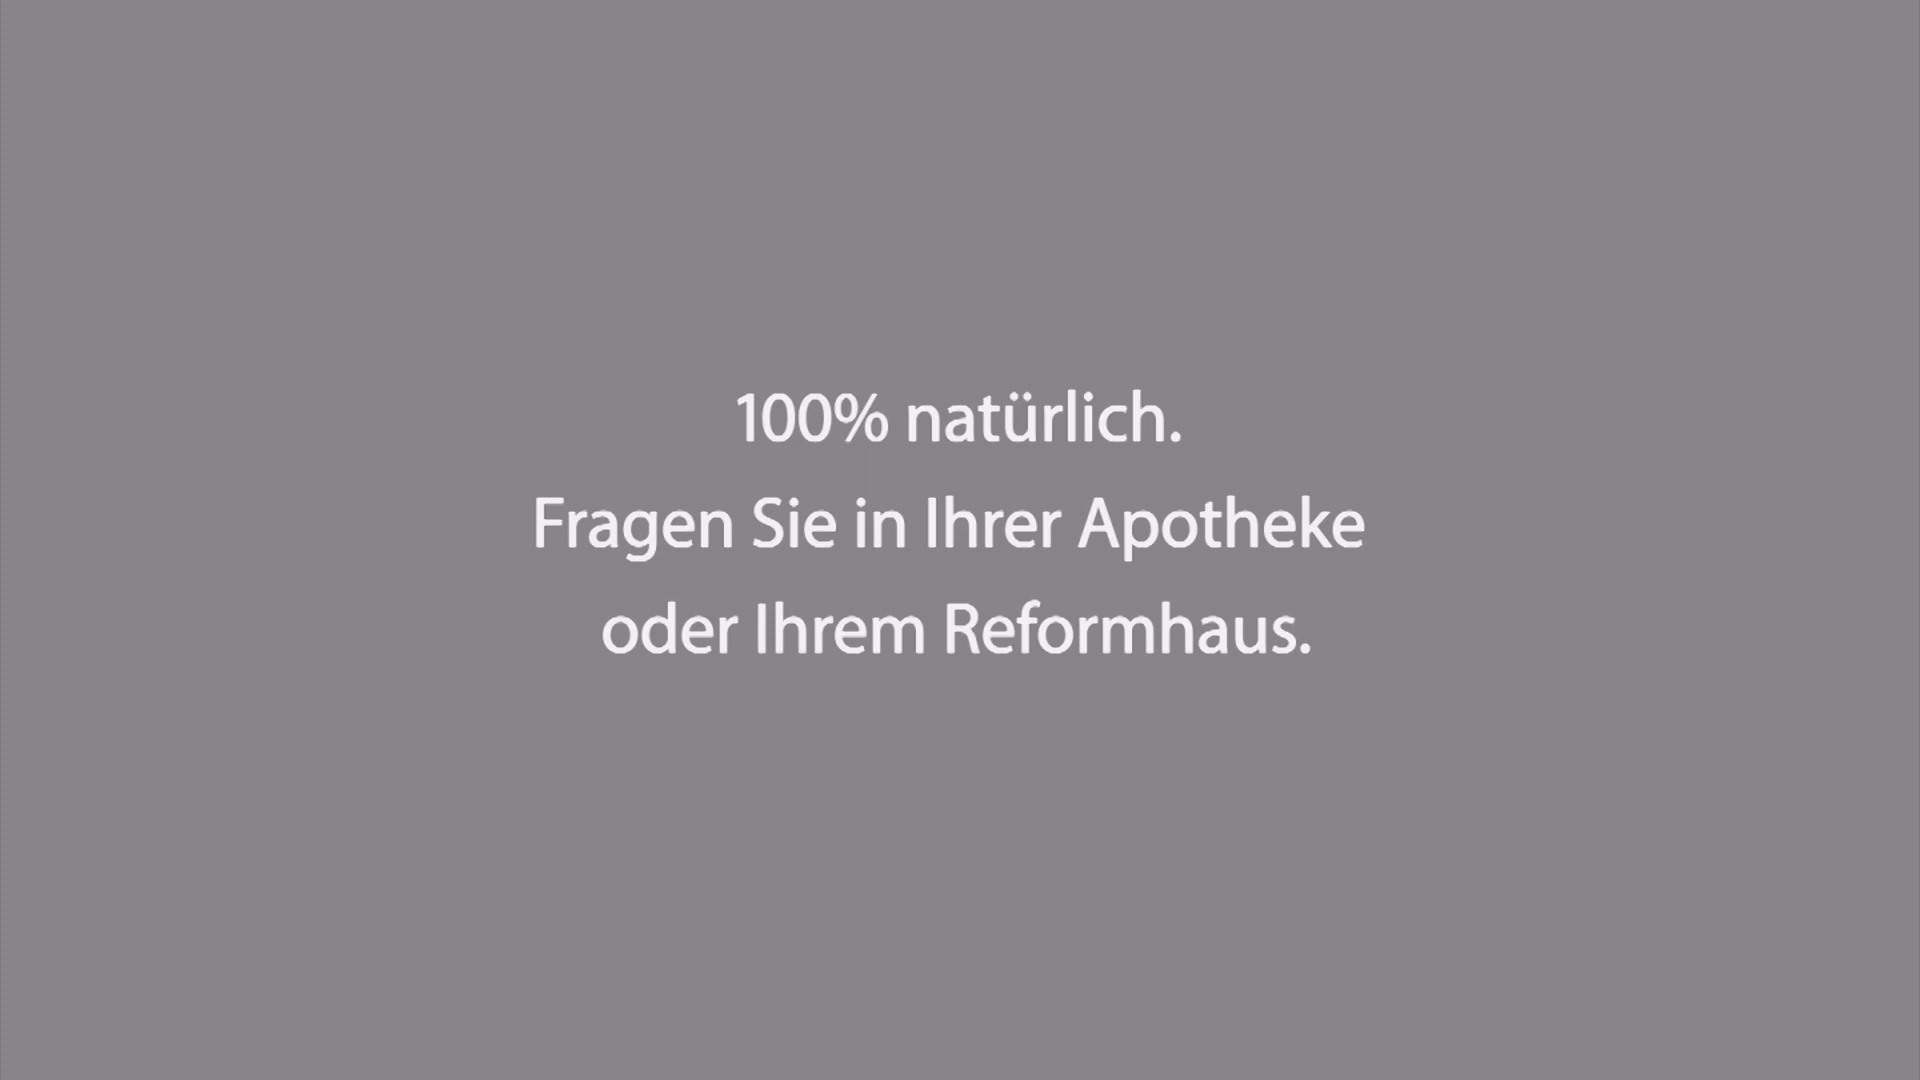 100% natürlich.
Fragen Sie in Ihrer Apotheke
oder Ihrem Reformhaus.